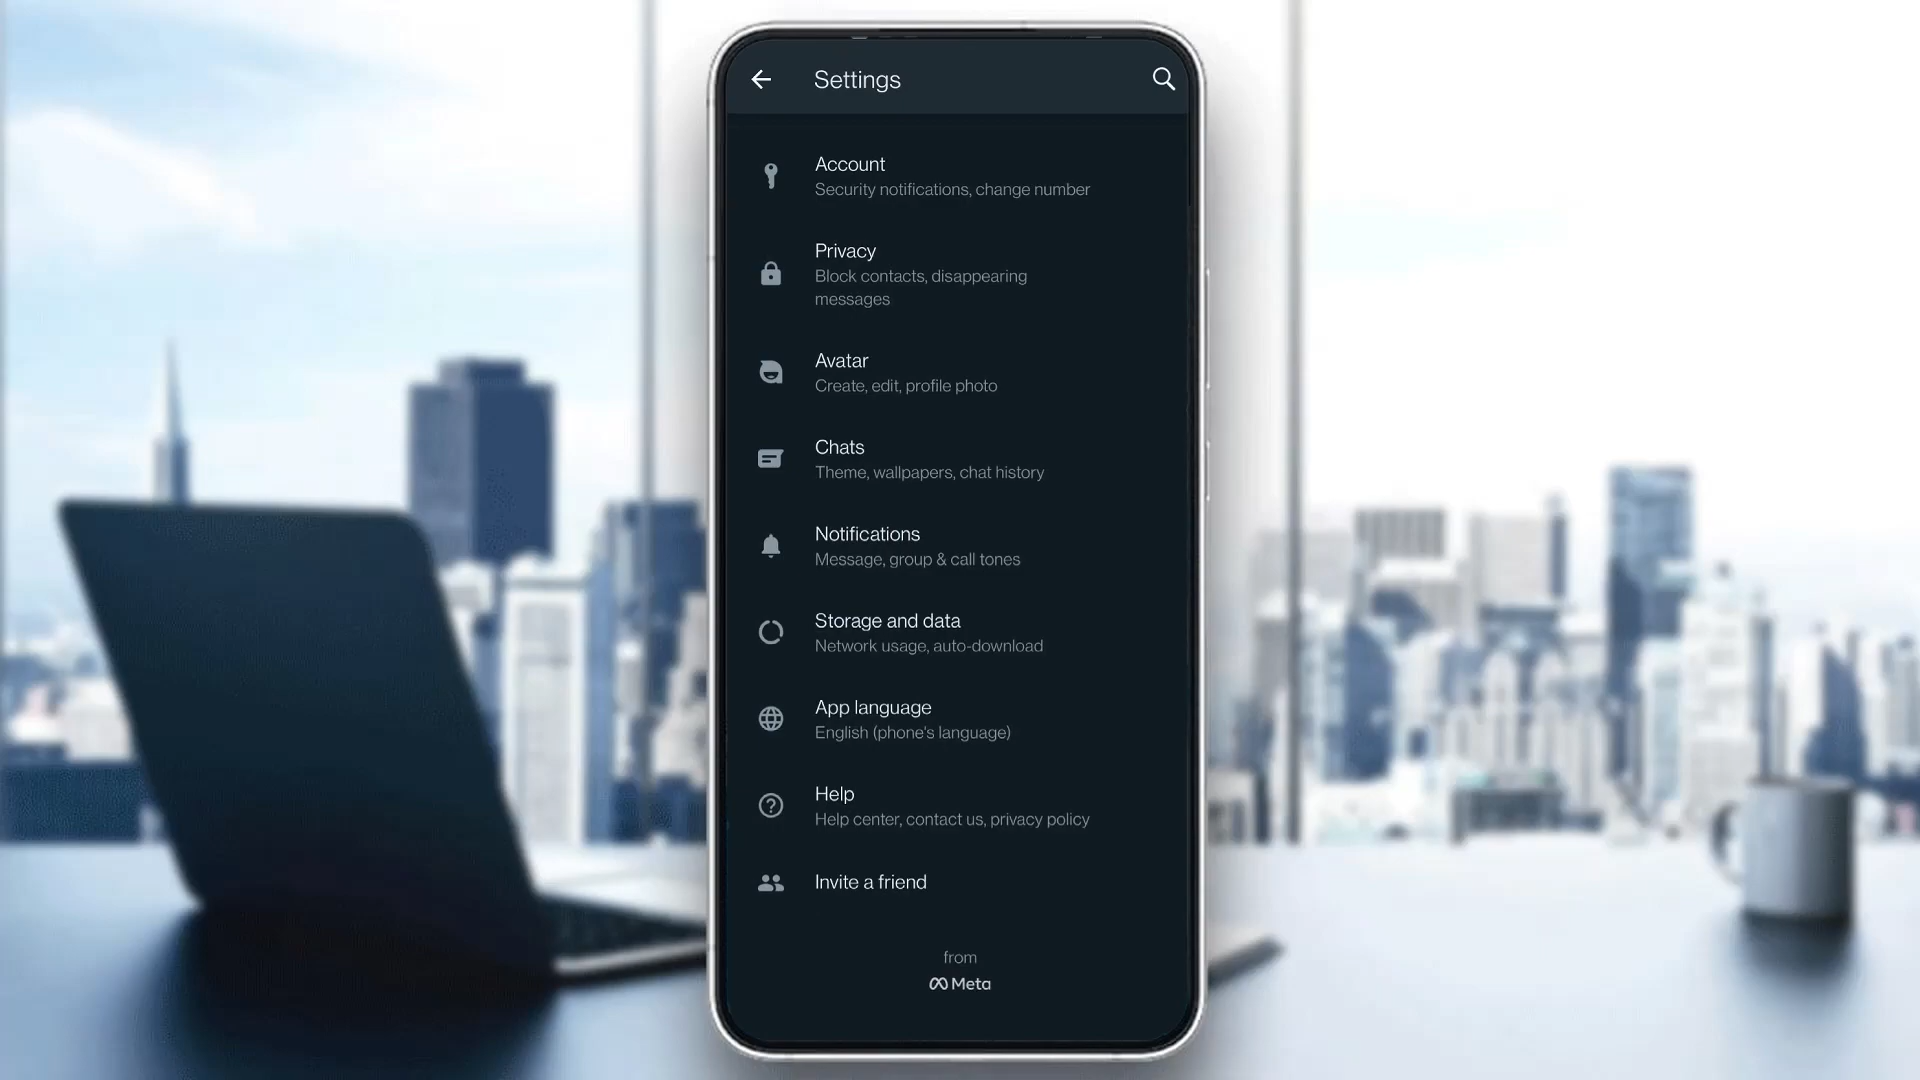 Settings
Account
Security notifications, change number
Privacy
Block contacts, disappearing
messages
Avatar
Create, edit, profile photo
Chats
Theme, wallpapers, chat history
Notifications
Message, group & call tones
Storage and data
Network usage, auto-download
App language
English (phone's language)
Help
Help center, contact us, privacy policy
Invite a friend
from
Meta